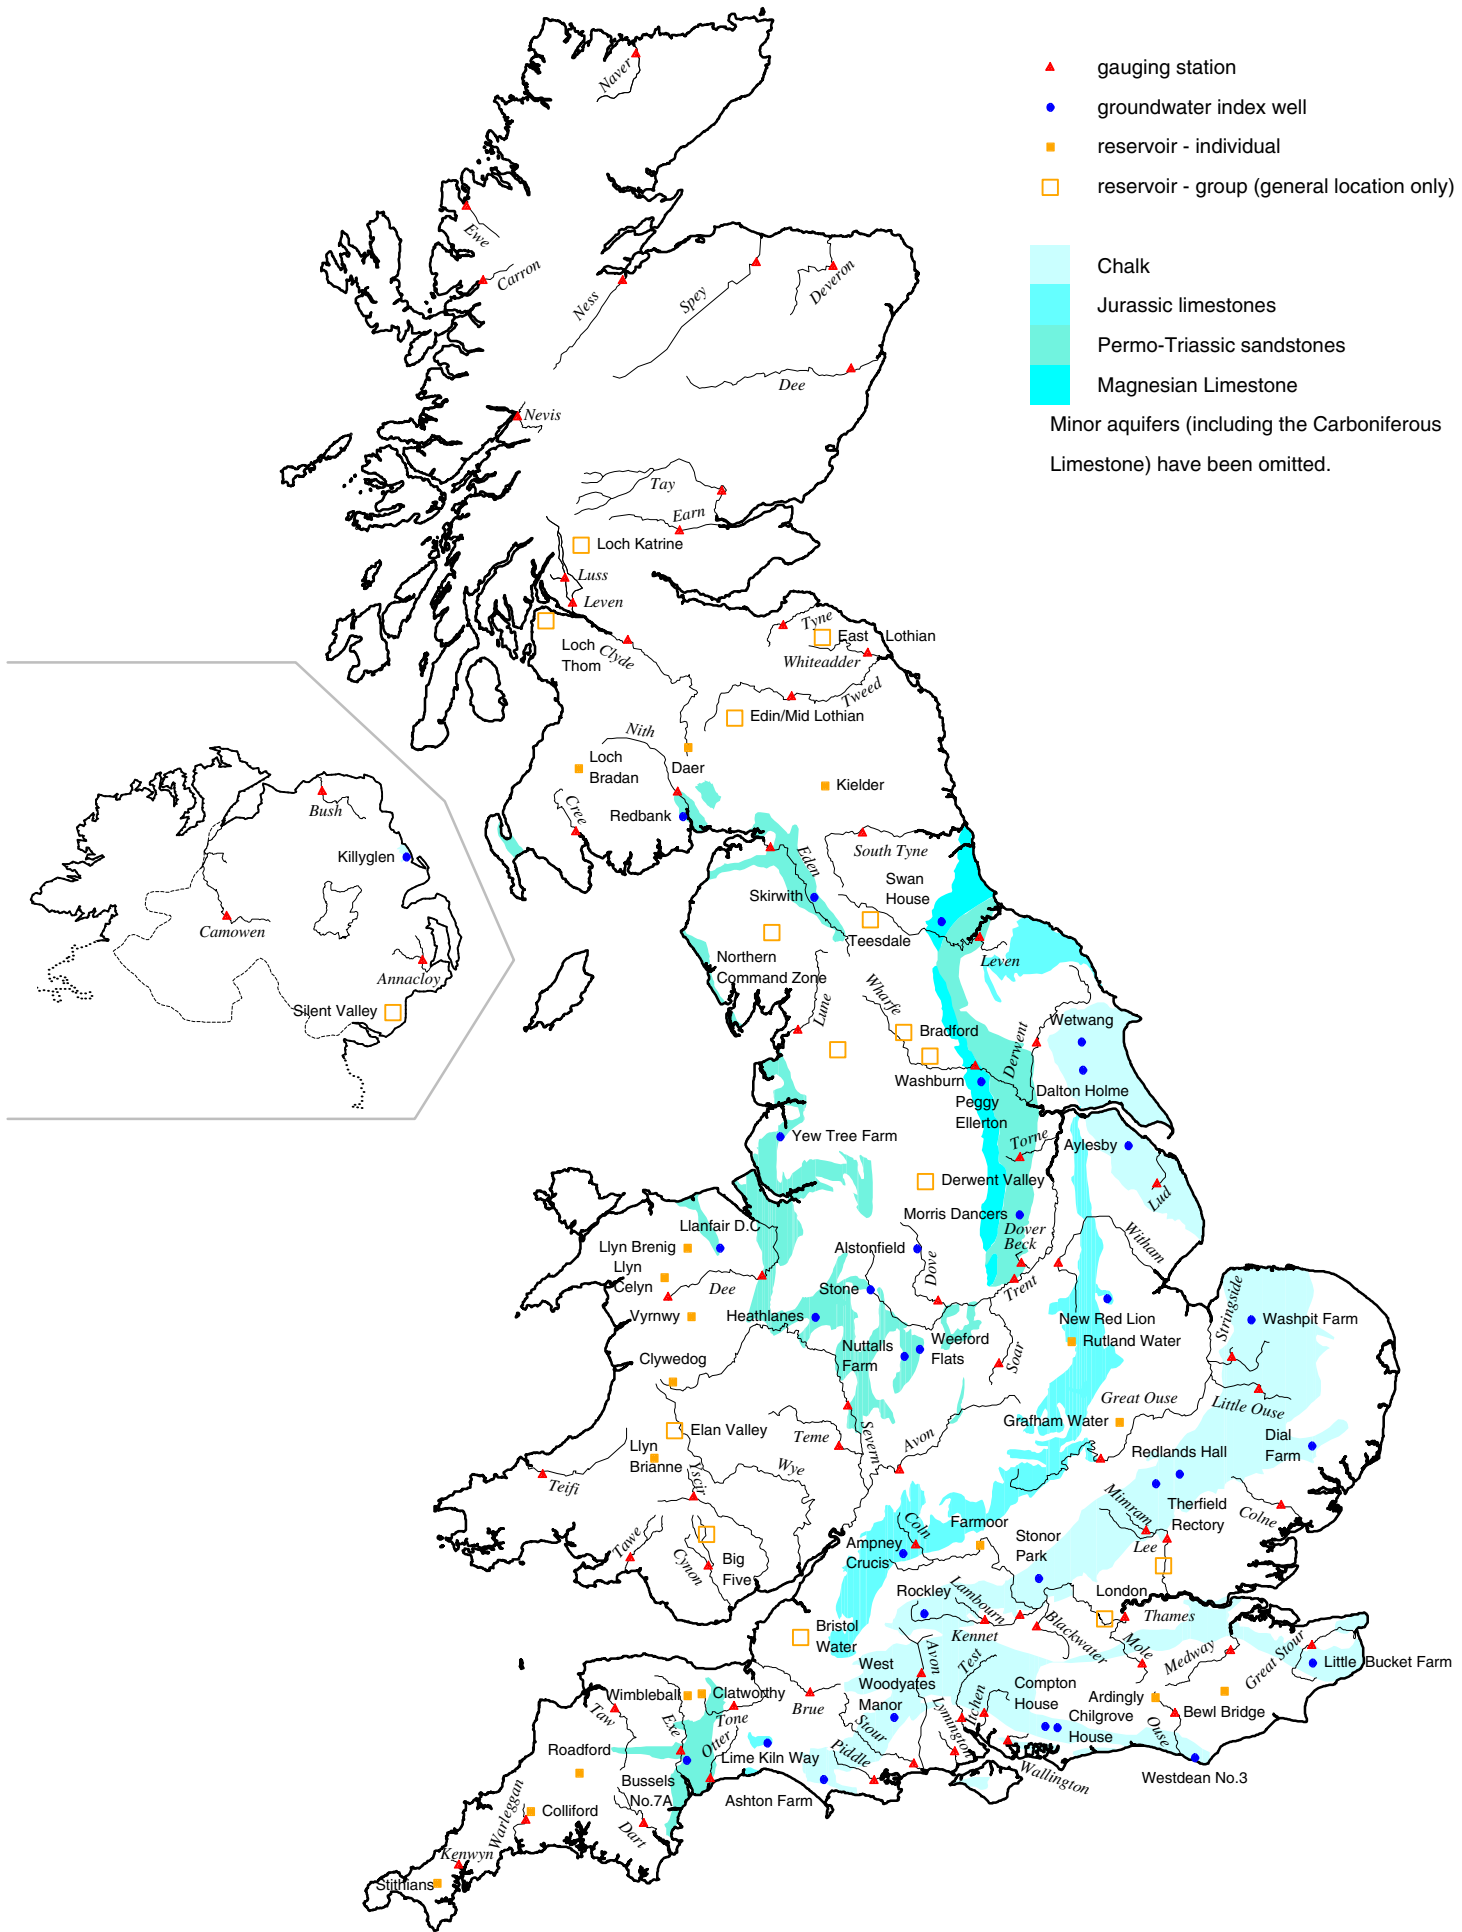 gauging station
groundwater index well
reservoir - individual
reservoir - group (general location only)
Chalk
Jurassic limestones
Permo-Triassic sandstones
Magnesian Limestone
Minor aquifers (including the Carboniferous
Limestone) have been omitted.
Naver
Ewe
Carron
Ness
Spey
Deveron
Dee
Nevis
Tay
Earn
Loch Katrine
Luss
Leven
Loch
Thom
Clyde
Tyne
East Lothian
Whiteadder
Tweed
Edin/Mid Lothian
Nith
Daer
Loch
Bradan
Kielder
Cree
Redbank
Bush
Killyglen
Camowen
Annacloy
Silent Valley
Eden
South Tyne
Swan
House
Skirwith
Teesdale
Leven
Northern
Command Zone
Lune
Wharfe
Bradford
Wetwang
Derwent
Washburn
Dalton Holme
Peggy
Ellerton
Yew Tree Farm
Torne
Aylesby
Lud
Derwent Valley
Morris Dancers
Dover
Beck
Witham
Llanfair D.C
Llyn Brenig
Llyn
Celyn
Dee
Alstonfield
Dove
Stone
Trent
Vyrnwy
Heathlanes
Nuttalls
Farm
Weeford
Flats
Soar
New Red Lion
Rutland Water
Stringside
Washpit Farm
Clywedog
Great Ouse
Little Ouse
Grafham Water
Dial
Farm
Elan Valley
Teme
Severn
Avon
Llyn
Brianne
Yscir
Wye
Redlands Hall
Teifi
Mimram
Therfield
Rectory
Colne
Lee
Coln
Farmoor
Stonor
Park
Ampney
Crucis
Tawe
Cynon
Big
Five
Rockley
Lambourn
London
Thames
Kennet
Blackwater
Bristol
Water
Mole
Medway
Great Stour
Little Bucket Farm
Avon
Test
West
Woodyates
Manor
Compton
House
Itchen
Ardingly
Chilgrove
House
Bewl Bridge
Wimbleball
Clatworthy
Brue
Taw
Exe
Tone
Stour
Lymington
Ouse
Otter
Roadford
Lime Kiln Way
Piddle
Wallington
Westdean No.3
Bussels
No.7A
Ashton Farm
Warleggan
Colliford
Dart
Kenwyn
Stithians